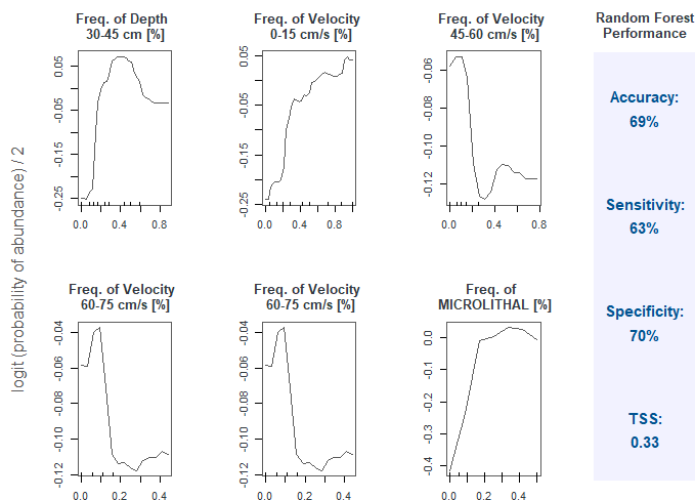 Freq. of Depth
30-45 cm [%]
Freq. of Velocity
0-15 cm/s [%]
Freq. of Velocity
45-60 cm/s [%]
Random Forest
Performance
logit (probability of abundance) / 2
0.05
-0.05
-0.15
-0.25
0.0 0.4 0.8
0.05
-0.05
-0.15
-0.25
0.0 0.4 0.8
-0.06
-0.08
-0.10
-0.12
0.0 0.4 0.8
Accuracy:
69%
Sensitivity:
63%
Specificity:
70%
TSS:
0.33
Freq. of Velocity
60-75 cm/s [%]
Freq. of Velocity
60-75 cm/s [%]
Freq. of
MICROLITHAL [%]
-0.04
-0.06
-0.08
-0.10
-0.12
0.0 0.2 0.4
-0.04
-0.06
-0.08
-0.10
-0.12
0.0 0.2 0.4
0.0
-0.1
-0.2
-0.3
-0.4
0.0 0.2 0.4